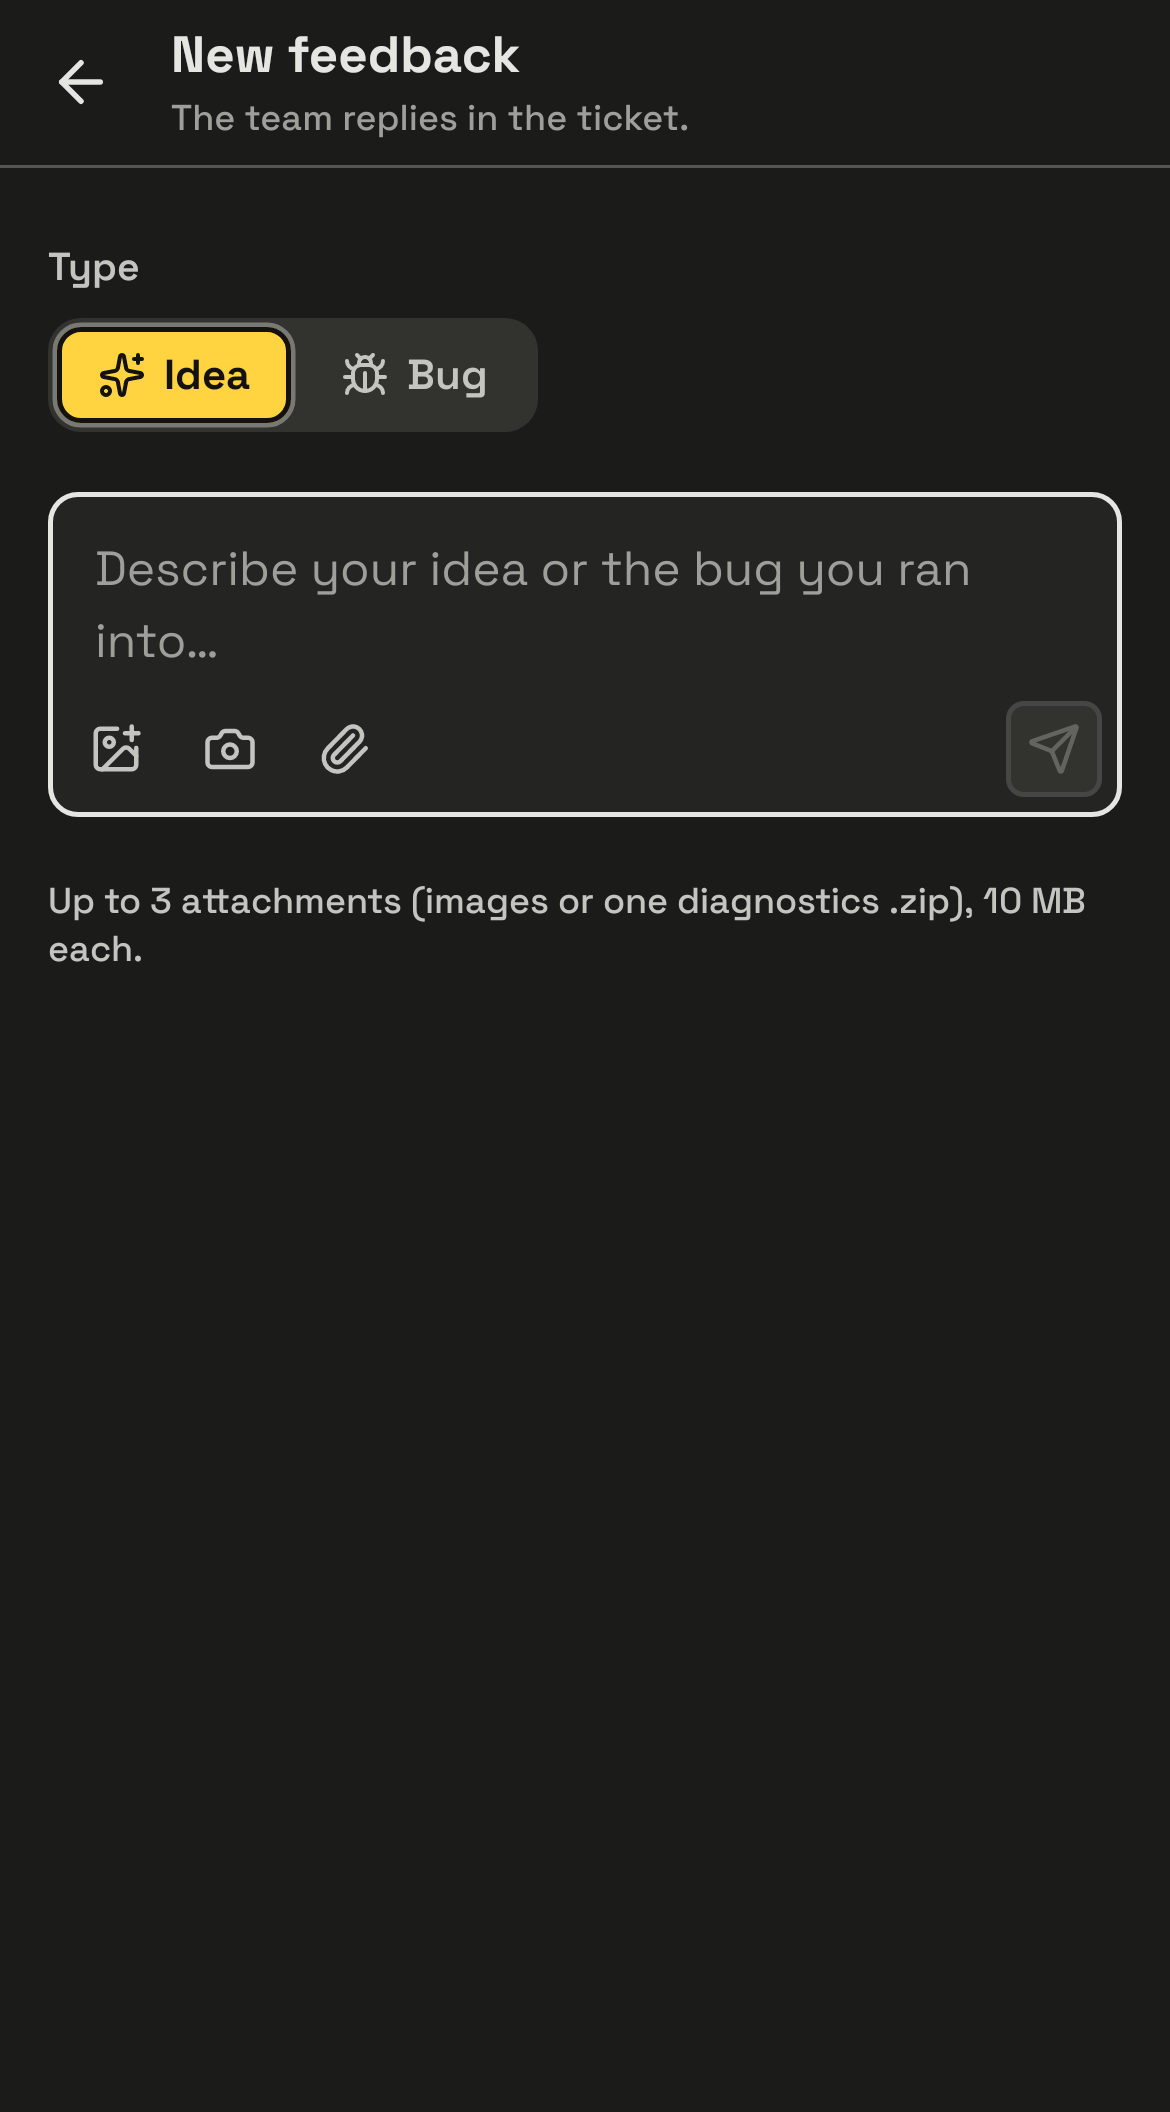 New feedback
The team replies in the ticket.
Type
Idea
Bug
Describe your idea or the bug you ran
into...
Up to 3 attachments (images or one diagnostics .zip), 10 MB
each.